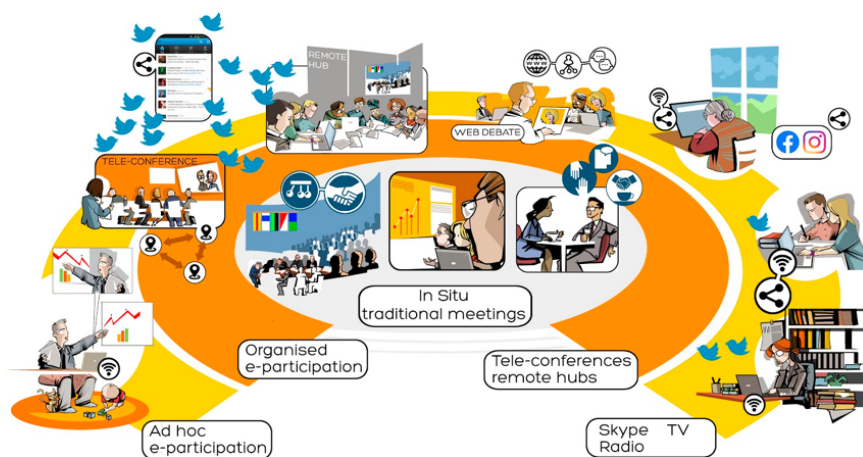 REMOTE
HUB
WWW
WEB DEBATE
TELE-CONFERENCE
In Situ
traditional meetings
Organised
e-participation
Tele-conferences
remote hubs
Ad hoc
e-participation
Skype TV
Radio